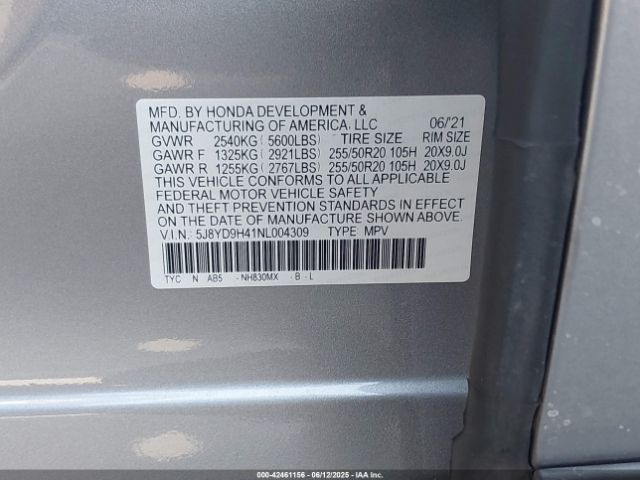 MFD. BY HONDA DEVELOPMENT &
MANUFACTURING OF AMERICA, LLC 06/21
GVWR 2540KG ( 5600LBS) TIRE SIZE RIM SIZE
GAWR F 1325KG ( 2921LBS) 255/50R20 105H 20X9.0J
GAWR R 1255KG ( 2767LBS) 255/50R20 105H 20X9.0J
THIS VEHICLE CONFORMS TO ALL APPLICABLE
FEDERAL MOTOR VEHICLE SAFETY
AND THEFT PREVENTION STANDARDS IN EFFECT
ON THE DATE OF MANUFACTURE SHOWN ABOVE.
V.I.N.: 5J8YD9H41NL004309 TYPE MPV
TYC N AB5 -NH830MX -B-L
000-42461156 - 06/12/2025 - IAAI.COM